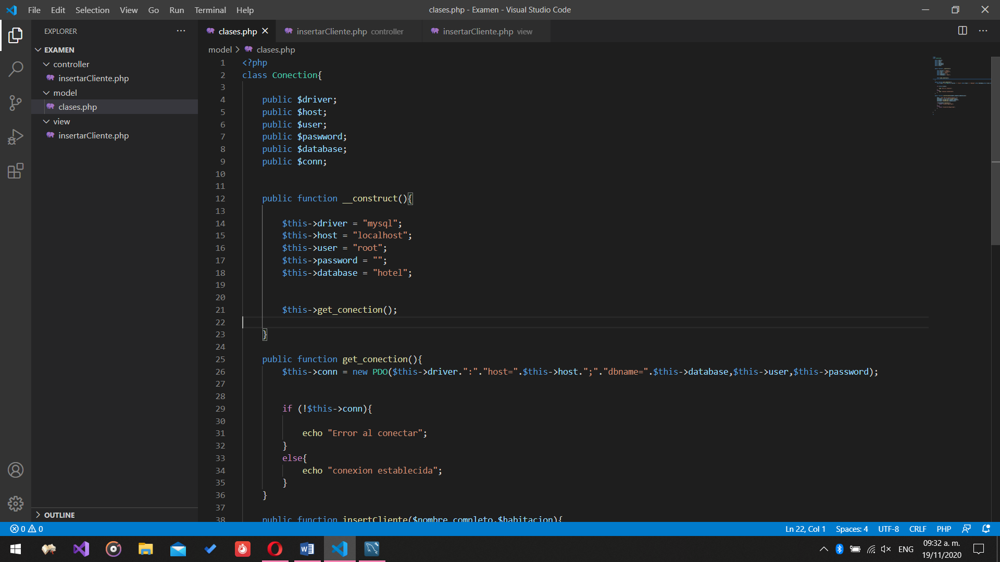 File Edit Selection View Go Run Terminal Help
clases.php - Examen - Visual Studio Code
EXPLORER
EXAMEN
controller
insertarCliente.php
model
clases.php
view
insertarCliente.php
OUTLINE
clases.php
insertarCliente.php controller
insertarCliente.php view
model > clases.php
1 <?php
2 class Conection{
3
4 public $driver;
5 public $host;
6 public $user;
7 public $paswword;
8 public $database;
9 public $conn;
10
11
12 public function __construct(){
13
14 $this->driver = "mysql";
15 $this->host = "localhost";
16 $this->user = "root";
17 $this->password = "";
18 $this->database = "hotel";
19
20
21 $this->get_conection();
22
23 }
24
25 public function get_conection(){
26 $this->conn = new PDO($this->driver.":"."host=".$this->host.";"."dbname=".$this->database,$this->user,$this->password);
27
28
29 if (!$this->conn){
30
31 echo "Error al conectar";
32 }
33 else{
34 echo "conexion establecida";
35 }
36 }
37
38 public function insertCliente($nombre_completo,$habitacion){
0 0
Ln 22, Col 1 Spaces: 4 UTF-8 CRLF PHP
ENG
09:32 a. m.
19/11/2020